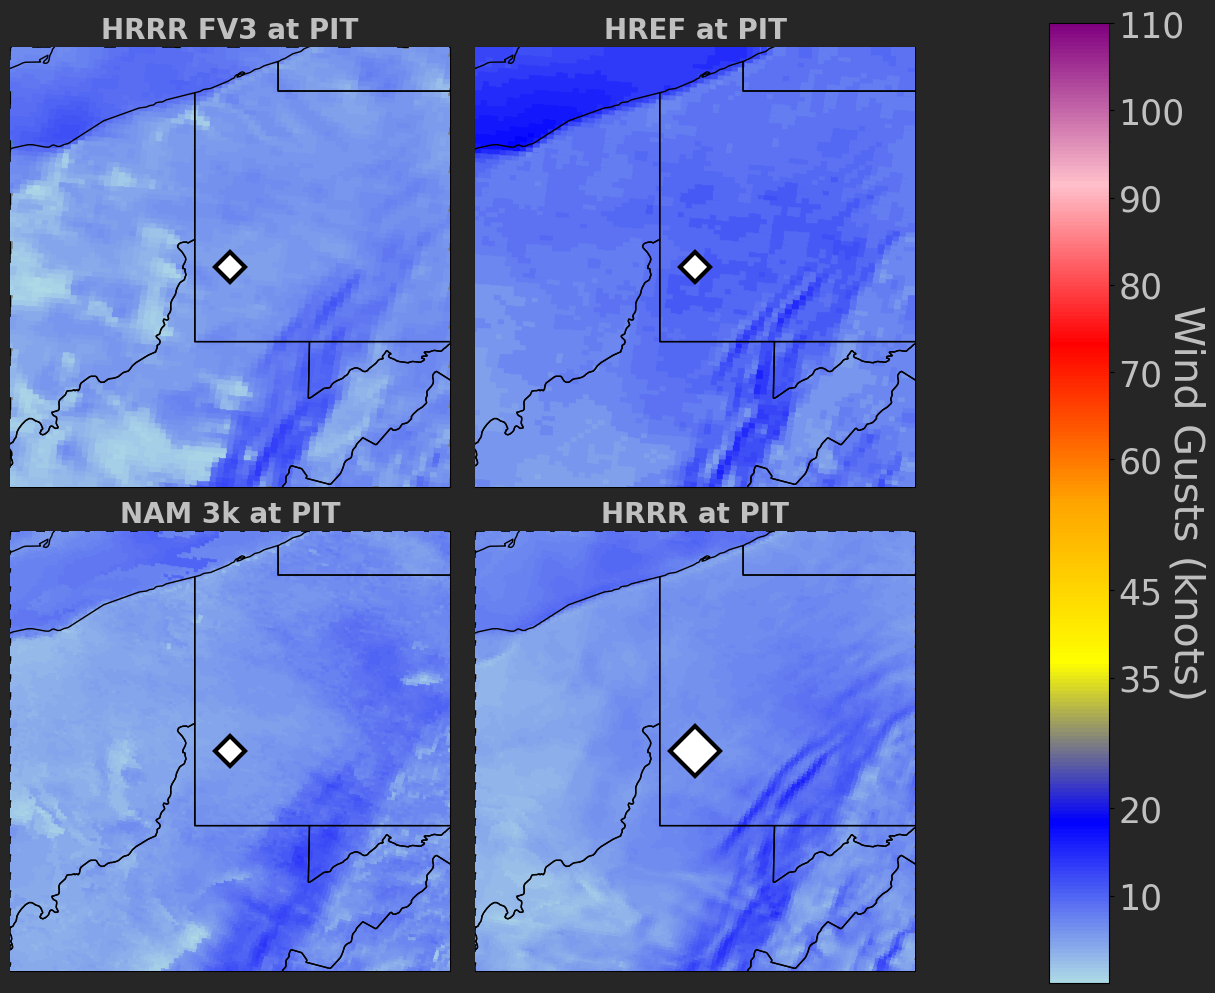 HRRR FV3 at PIT
HREF at PIT
NAM 3k at PIT
HRRR at PIT
110
100
90
80
70
60
45
35
20
10
Wind Gusts (knots)